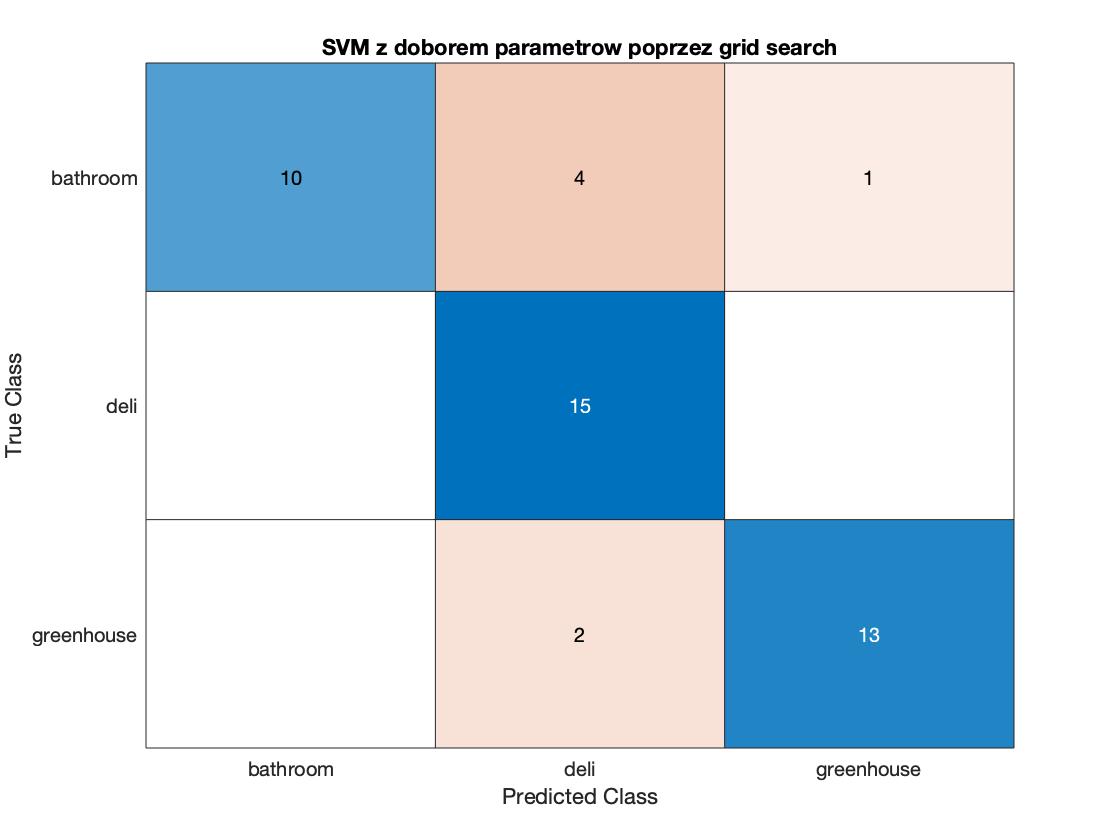 SVM z doborem parametrow poprzez grid search
True Class
bathroom
10
4
1
deli
15
greenhouse
2
13
bathroom
deli
greenhouse
Predicted Class